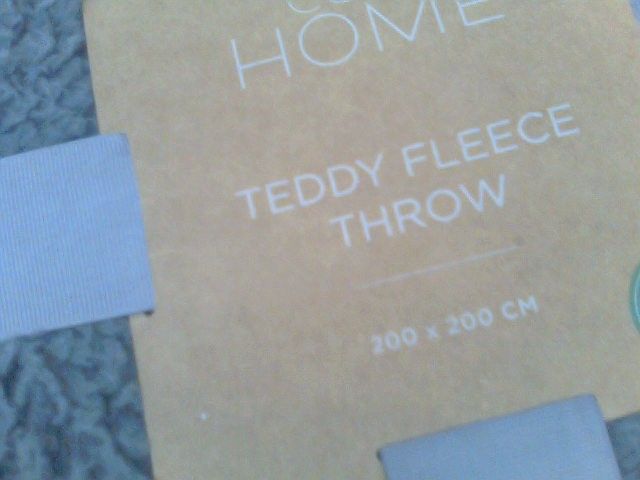 HOME
TEDDY FLEECE
THROW
200 x 200 CM